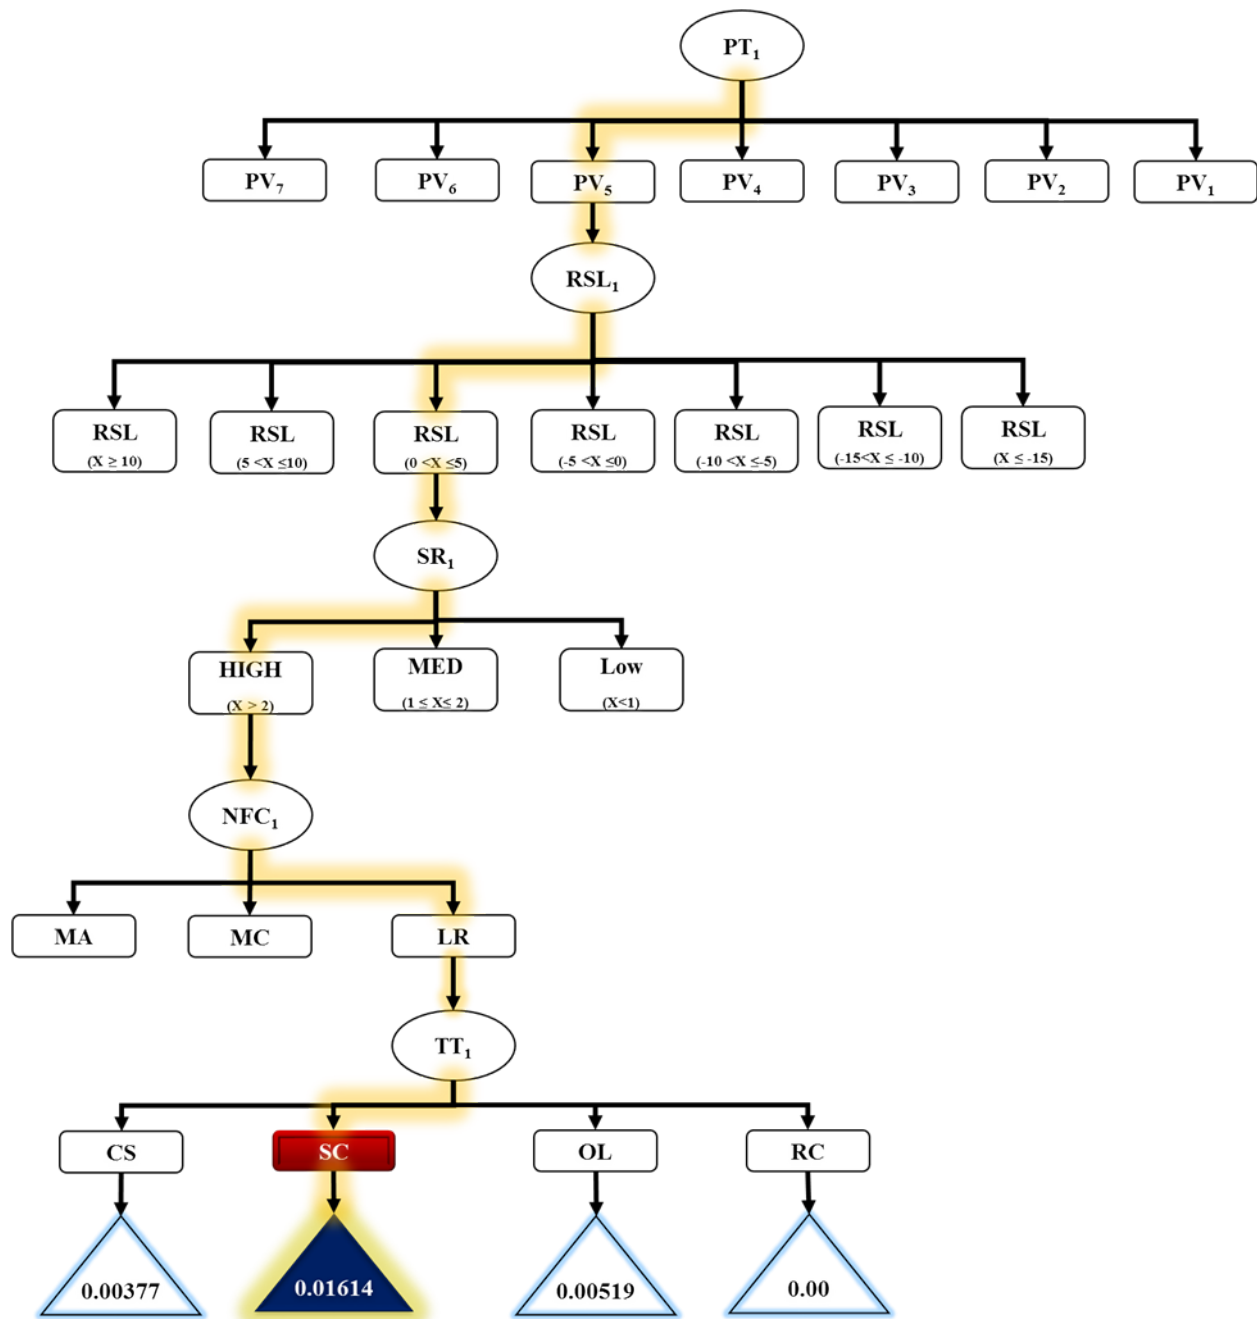 PT₁
PV₇ PV₆ PV₅ PV₄ PV₃ PV₂ PV₁
RSL₁
RSL RSL RSL RSL RSL RSL RSL
(X ≥ 10) (5 <X ≤10) (0 <X ≤5) (-5 <X ≤0) (-10 <X ≤-5) (-15<X ≤ -10) (X ≤ -15)
SR₁
HIGH MED Low
(X > 2) (1 ≤ X≤ 2) (X<1)
NFC₁
MA MC LR
TT₁
CS SC OL RC
0.00377 0.01614 0.00519 0.00